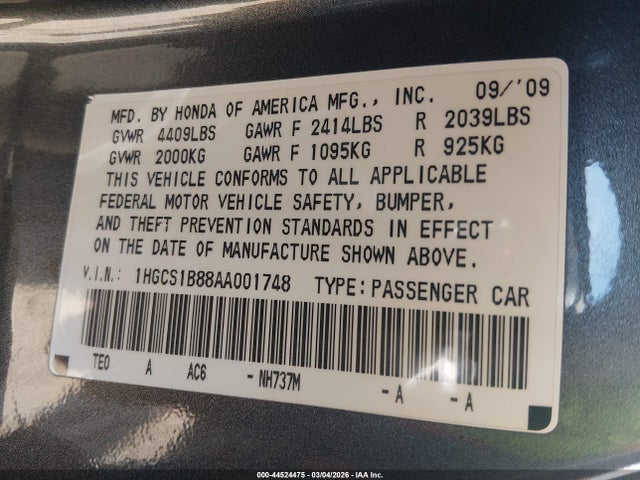 MFD. BY HONDA OF AMERICA MFG., INC. 09/'09
GVWR 4409LBS GAWR F 2414LBS R 2039LBS
GVWR 2000KG GAWR F 1095KG R 925KG
THIS VEHICLE CONFORMS TO ALL APPLICABLE
FEDERAL MOTOR VEHICLE SAFETY, BUMPER,
AND THEFT PREVENTION STANDARDS IN EFFECT
ON THE DATE OF MANUFACTURE SHOWN ABOVE.
V.I.N.: 1HGCS1B88AA001748 TYPE: PASSENGER CAR
TE0 A AC6 - NH737M - A - A
000-44524475 - 03/04/2026 - IAA Inc.